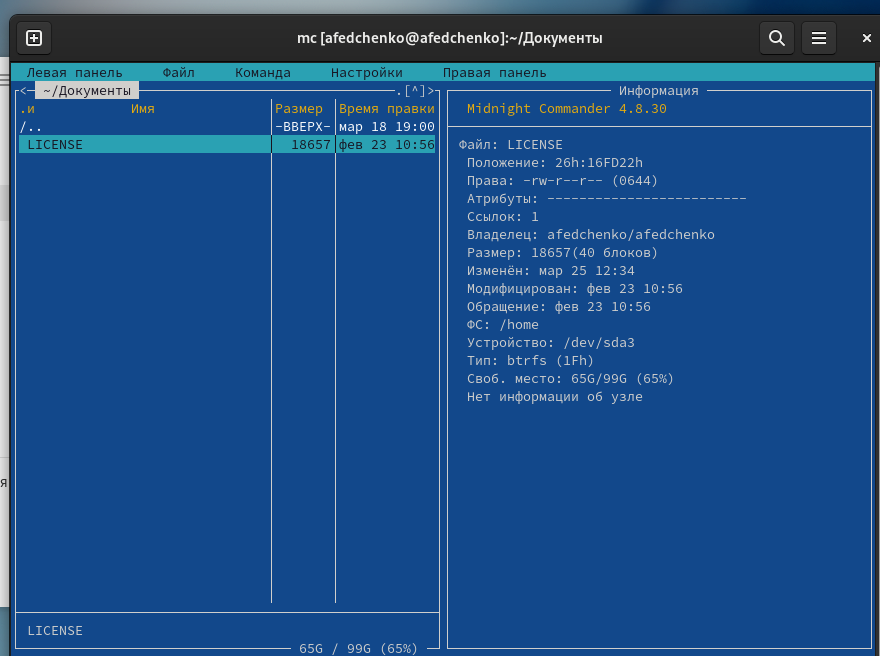 mc [afedchenko@afedchenko]:~/Документы
Левая панель Файл Команда Настройки Правая панель
<─ ~/Документы .[^]>
.и Имя Размер Время правки
/.. -ВВЕРХ- мар 18 19:00
LICENSE 18657 фев 23 10:56
LICENSE
65G / 99G (65%)
Информация
Midnight Commander 4.8.30
Файл: LICENSE
Положение: 26h:16FD22h
Права: -rw-r--r-- (0644)
Атрибуты: -------------------------
Ссылок: 1
Владелец: afedchenko/afedchenko
Размер: 18657(40 блоков)
Изменён: мар 25 12:34
Модифицирован: фев 23 10:56
Обращение: фев 23 10:56
ФС: /home
Устройство: /dev/sda3
Тип: btrfs (1Fh)
Своб. место: 65G/99G (65%)
Нет информации об узле
я